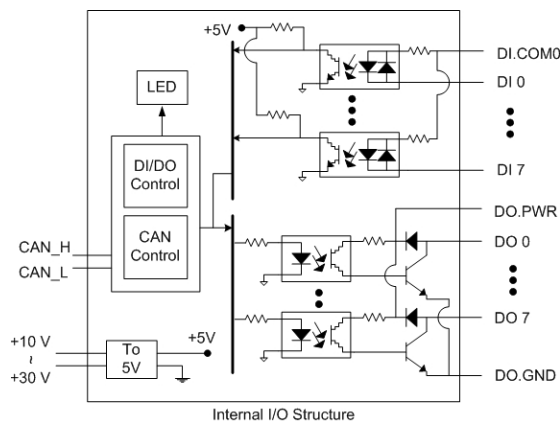 +5V
DI.COM0
DI 0
LED
DI/DO
Control
DI 7
DO.PWR
CAN_H
CAN_L
CAN
Control
DO 0
+10 V
~
+30 V
To
5V
+5V
DO 7
DO.GND
Internal I/O Structure